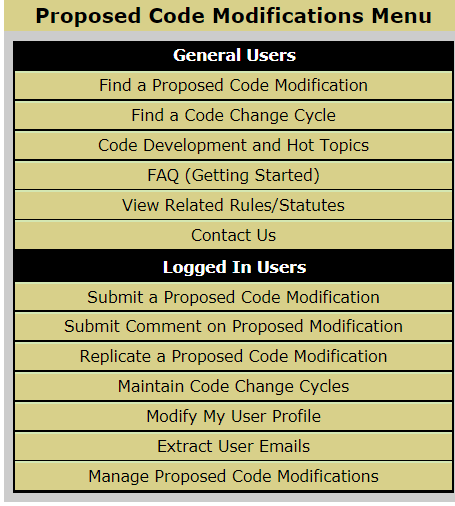 Proposed Code Modifications Menu
General Users
Find a Proposed Code Modification
Find a Code Change Cycle
Code Development and Hot Topics
FAQ (Getting Started)
View Related Rules/Statutes
Contact Us
Logged In Users
Submit a Proposed Code Modification
Submit Comment on Proposed Modification
Replicate a Proposed Code Modification
Maintain Code Change Cycles
Modify My User Profile
Extract User Emails
Manage Proposed Code Modifications